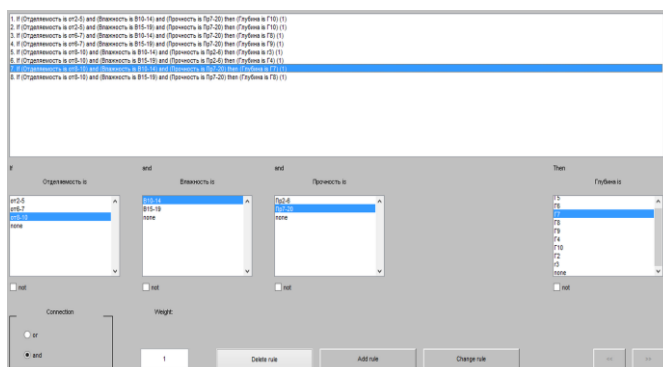 1. If (Отделяемость is от2-5) and (Влажность is В10-14) and (Прочность is Пр7-20) then (Глубина is Г10) (1)
2. If (Отделяемость is от2-5) and (Влажность is В15-19) and (Прочность is Пр7-20) then (Глубина is Г10) (1)
3. If (Отделяемость is от6-7) and (Влажность is В10-14) and (Прочность is Пр7-20) then (Глубина is Г8) (1)
4. If (Отделяемость is от6-7) and (Влажность is В15-19) and (Прочность is Пр7-20) then (Глубина is Г9) (1)
5. If (Отделяемость is от8-10) and (Влажность is В10-14) and (Прочность is Пр2-6) then (Глубина is г3) (1)
6. If (Отделяемость is от8-10) and (Влажность is В15-19) and (Прочность is Пр2-6) then (Глубина is Г4) (1)
7. If (Отделяемость is от8-10) and (Влажность is В10-14) and (Прочность is Пр7-20) then (Глубина is Г7) (1)
8. If (Отделяемость is от8-10) and (Влажность is В15-19) and (Прочность is Пр7-20) then (Глубина is Г8) (1)
If and and Then
Отделяемость is Влажность is Прочность is Глубина is
от2-5
от6-7
от8-10
none
В10-14
В15-19
none
Пр2-6
Пр7-20
none
Г5
Г6
Г7
Г8
Г9
Г4
Г10
Г2
г3
none
not not not not
Connection Weight:
or
and 1 Delete rule Add rule Change rule << >>